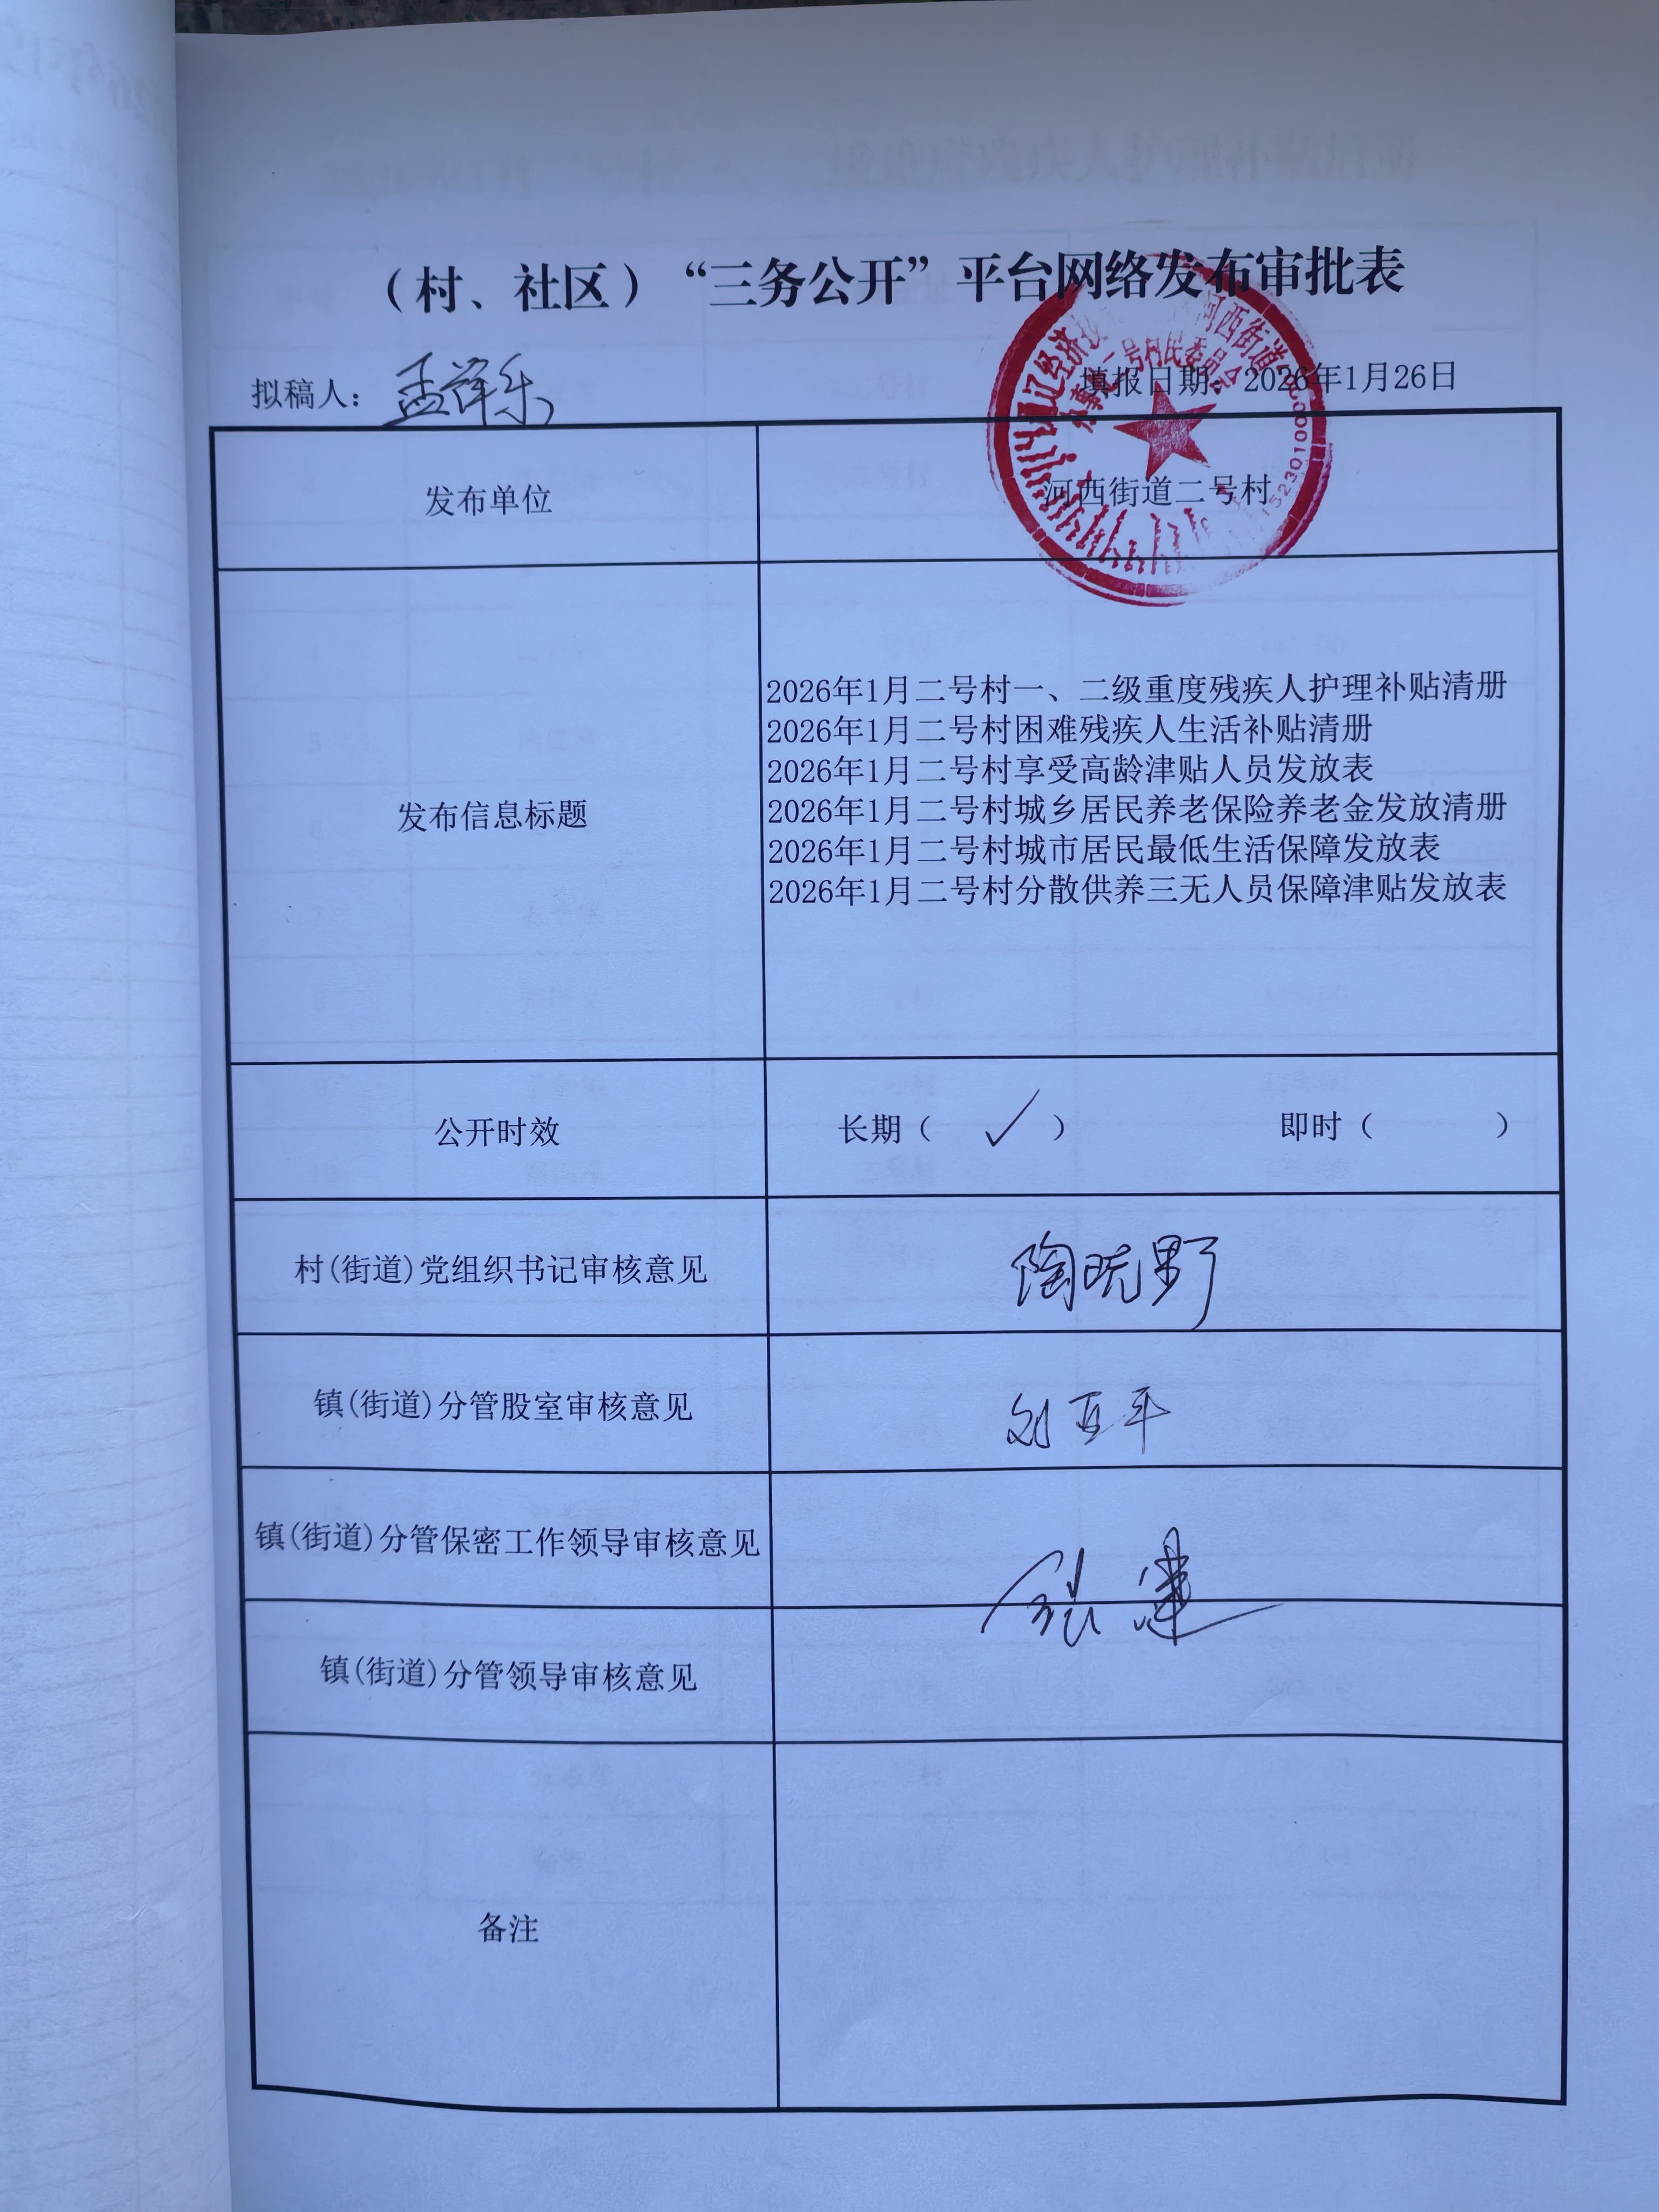 （村、社区）“三务公开”平台网络发布审批表
拟稿人：孟祥东 填报日期：2026年1月26日
发布单位 河西街道二号村
发布信息标题
2026年1月二号村一、二级重度残疾人护理补贴清册
2026年1月二号村困难残疾人生活补贴清册
2026年1月二号村享受高龄津贴人员发放表
2026年1月二号村城乡居民养老保险养老金发放清册
2026年1月二号村城市居民最低生活保障发放表
2026年1月二号村分散供养三无人员保障津贴发放表
公开时效 长期（ ✓ ） 即时（ ）
村(街道)党组织书记审核意见 陶晓野
镇(街道)分管股室审核意见 刘亚平
镇(街道)分管保密工作领导审核意见 张建
镇(街道)分管领导审核意见
备注